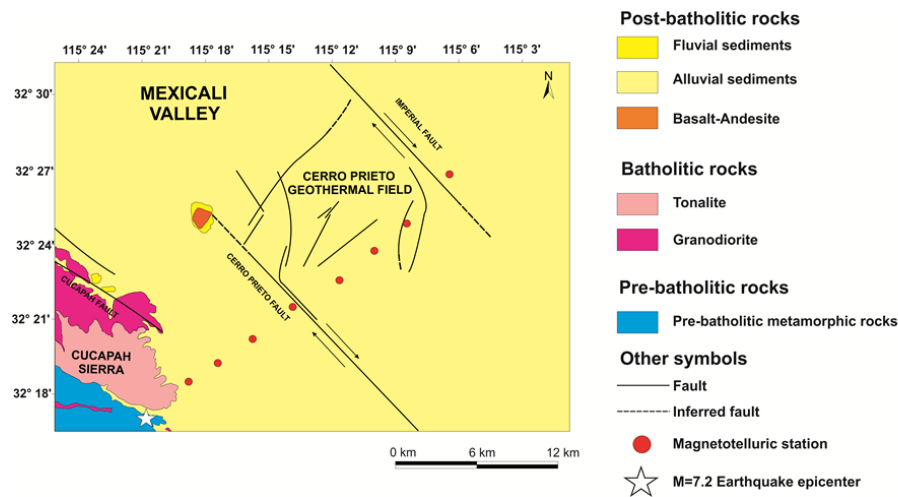 115° 24' 115° 21' 115° 18' 115° 14' 115° 12' 115° 9' 115° 6' 115° 3'
32° 30'
32° 27'
32° 24'
32° 21'
32° 18'
N
MEXICALI
VALLEY
IMPERIAL FAULT
CERRO PRIETO
GEOTHERMAL FIELD
CERRO PRIETO FAULT
CUCAPAH FAULT
CUCAPAH
SIERRA
0 km 6 km 12 km
Post-batholitic rocks
Fluvial sediments
Alluvial sediments
Basalt-Andesite
Batholitic rocks
Tonalite
Granodiorite
Pre-batholitic rocks
Pre-batholitic metamorphic rocks
Other symbols
Fault
Inferred fault
Magnetotelluric station
M=7.2 Earthquake epicenter